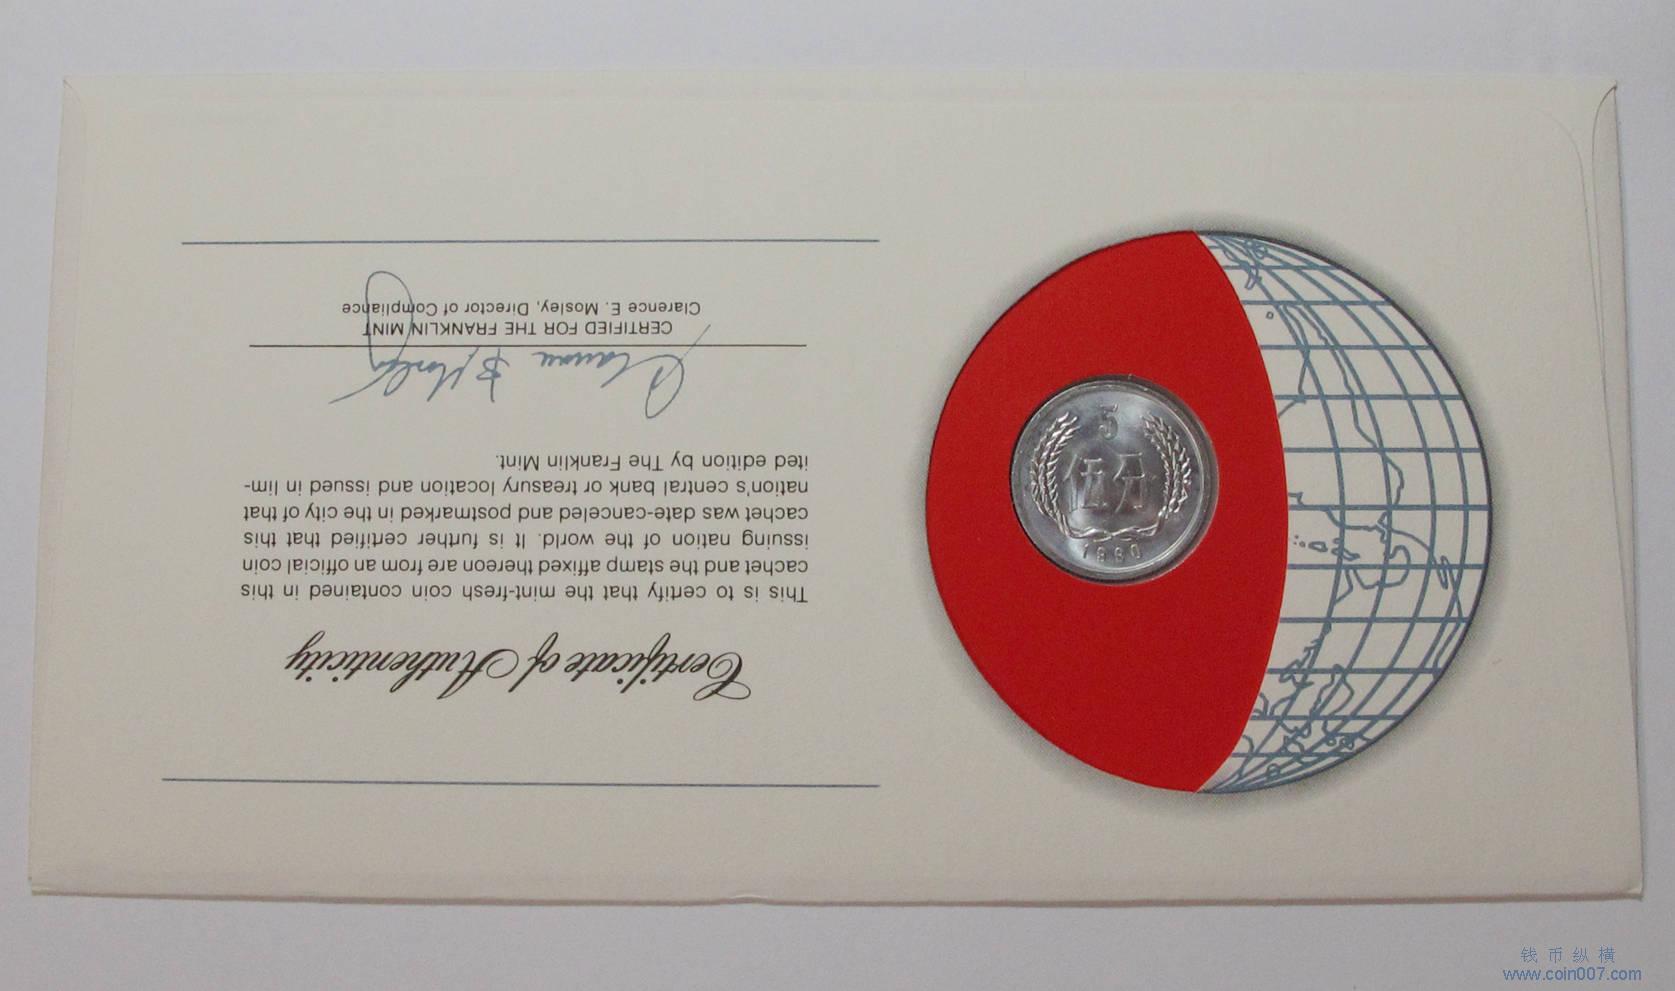 Certificate of Authenticity
This is to certify that the mint-fresh coin contained in this
cachet and the stamp affixed thereon are from an official coin
issuing nation of the world. It is further certified that this
cachet was date-canceled and postmarked in the city of that
nation's central bank or treasury location and issued in lim-
ited edition by The Franklin Mint.
CERTIFIED FOR THE FRANKLIN MINT
Clarence E. Mosley, Director of Compliance
5
伍分
1980
钱币纵横
www.coin007.com